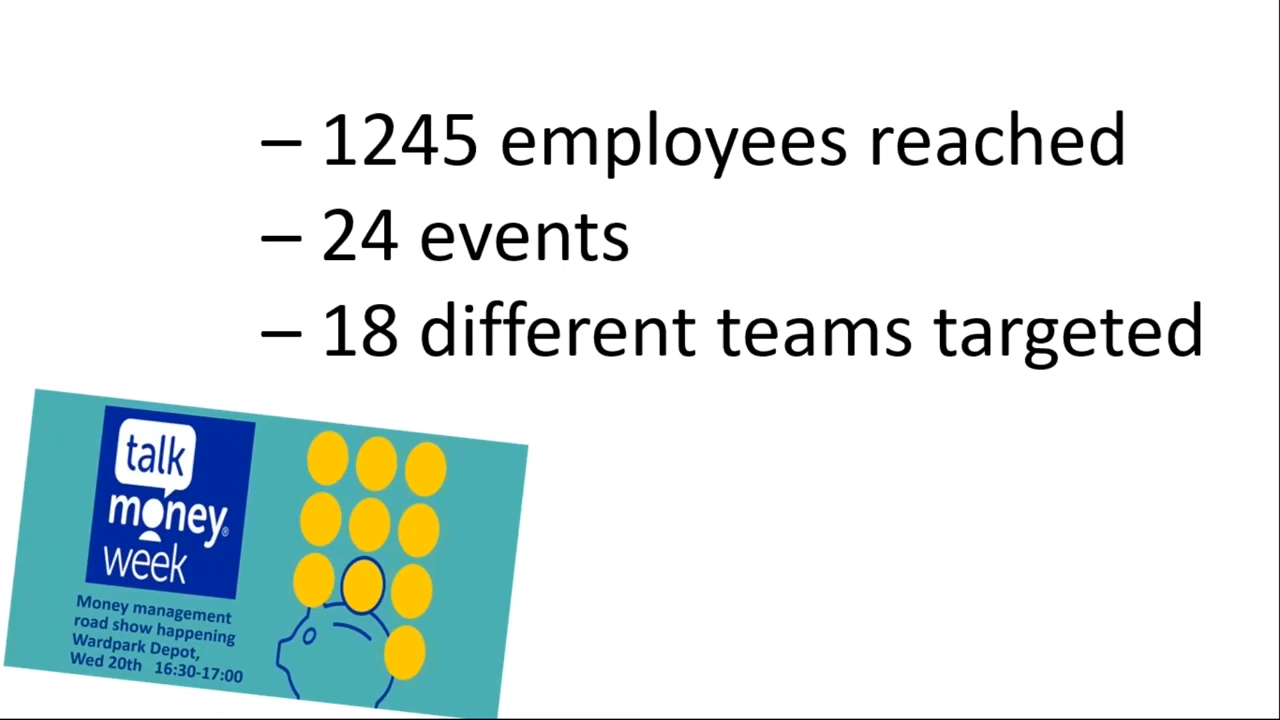 – 1245 employees reached
– 24 events
– 18 different teams targeted
talk
money®
week
Money management
road show happening
Wardpark Depot,
Wed 20th 16:30-17:00